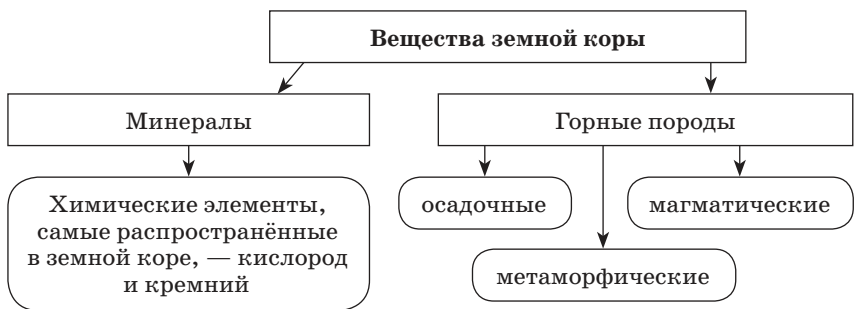 Вещества земной коры
Минералы
Горные породы
Химические элементы,
самые распространённые
в земной коре, — кислород
и кремний
осадочные
магматические
метаморфические